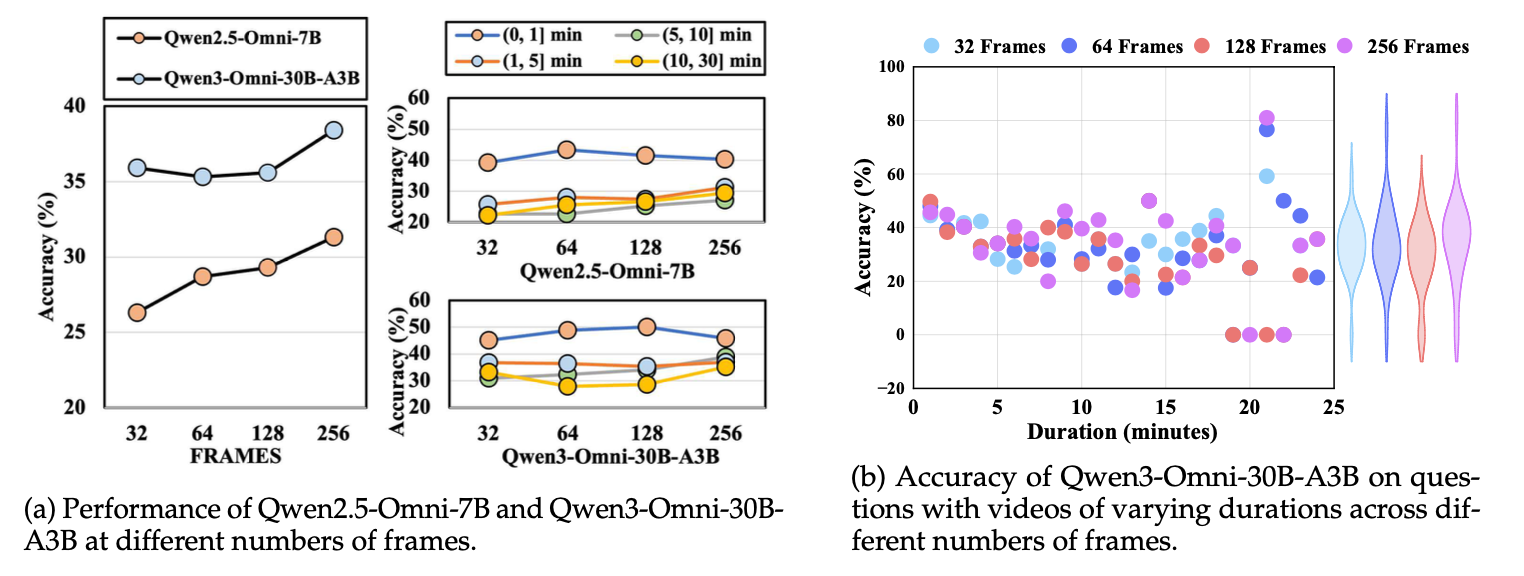 Qwen2.5-Omni-7B
Qwen3-Omni-30B-A3B
40
35
30
25
20
Accuracy (%)
32 64 128 256
FRAMES
(0, 1] min (5, 10] min
(1, 5] min (10, 30] min
60
50
40
30
20
Accuracy (%)
32 64 128 256
Qwen2.5-Omni-7B
60
50
40
30
20
Accuracy (%)
32 64 128 256
Qwen3-Omni-30B-A3B
(a) Performance of Qwen2.5-Omni-7B and Qwen3-Omni-30B-
A3B at different numbers of frames.
32 Frames 64 Frames 128 Frames 256 Frames
100
80
60
40
20
0
−20
Accuracy (%)
0 5 10 15 20 25
Duration (minutes)
(b) Accuracy of Qwen3-Omni-30B-A3B on ques-
tions with videos of varying durations across dif-
ferent numbers of frames.